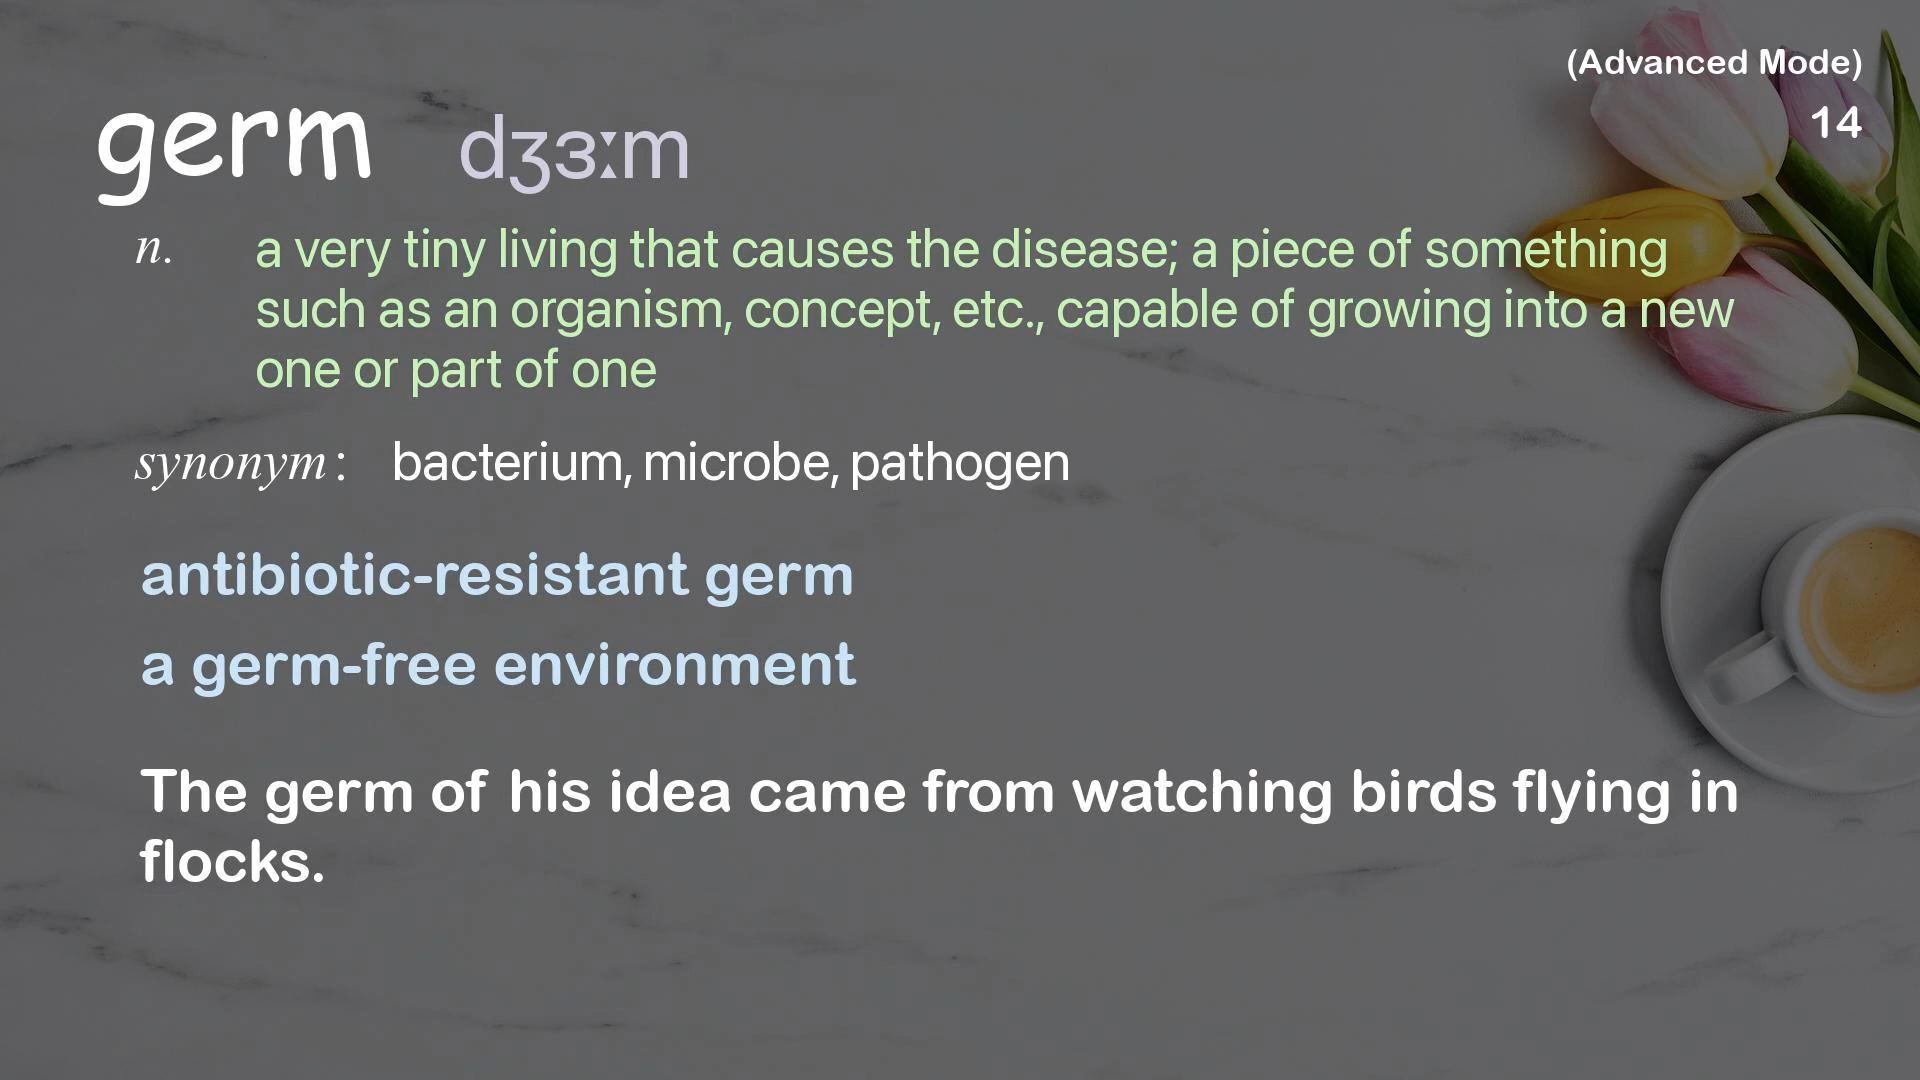 (Advanced Mode)
14
germ dʒɜːm
n. a very tiny living that causes the disease; a piece of something
such as an organism, concept, etc., capable of growing into a new
one or part of one
synonym: bacterium, microbe, pathogen
antibiotic-resistant germ
a germ-free environment
The germ of his idea came from watching birds flying in
flocks.